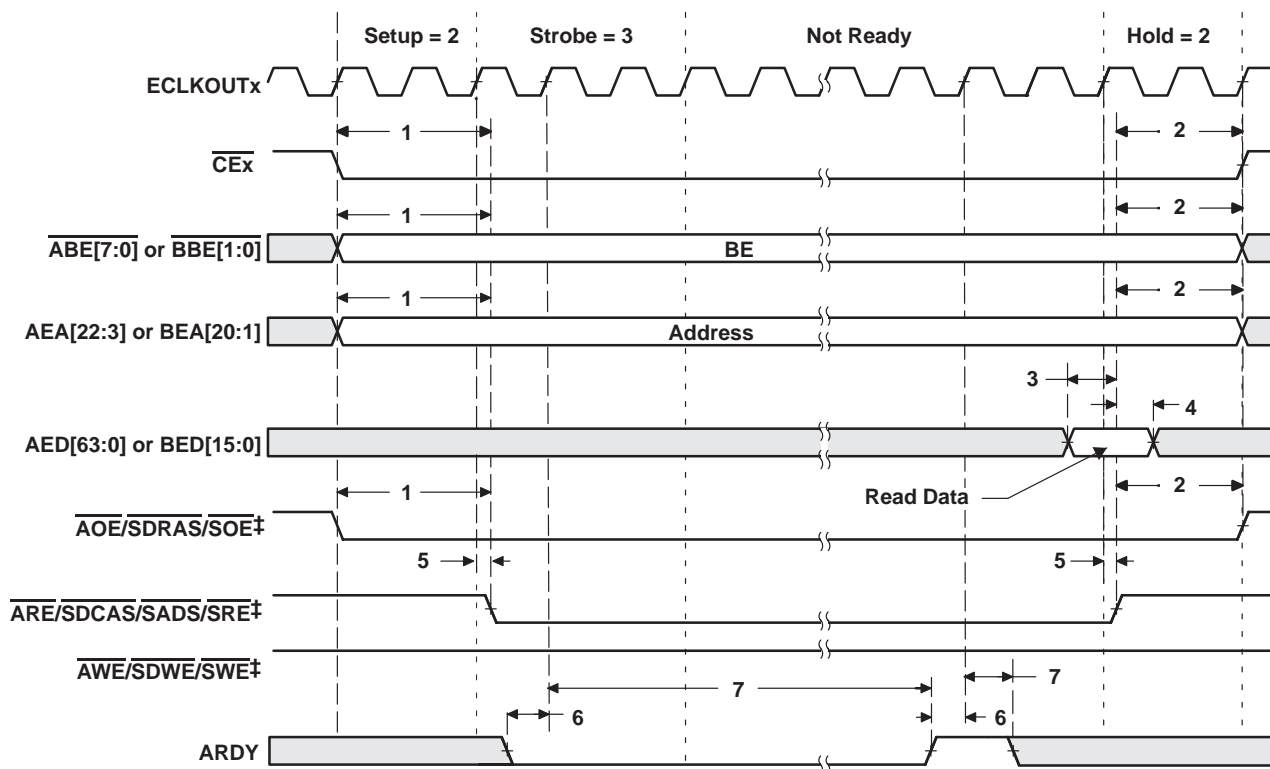 Setup = 2 Strobe = 3 Not Ready Hold = 2
ECLKOUTx
1 2
CEx
1 2
ABE[7:0] or BBE[1:0] BE
1 2
AEA[22:3] or BEA[20:1] Address
3
4
AED[63:0] or BED[15:0]
Read Data
1 2
AOE/SDRAS/SOE‡
5 5
ARE/SDCAS/SADS/SRE‡
AWE/SDWE/SWE‡
7 7
6 6
ARDY